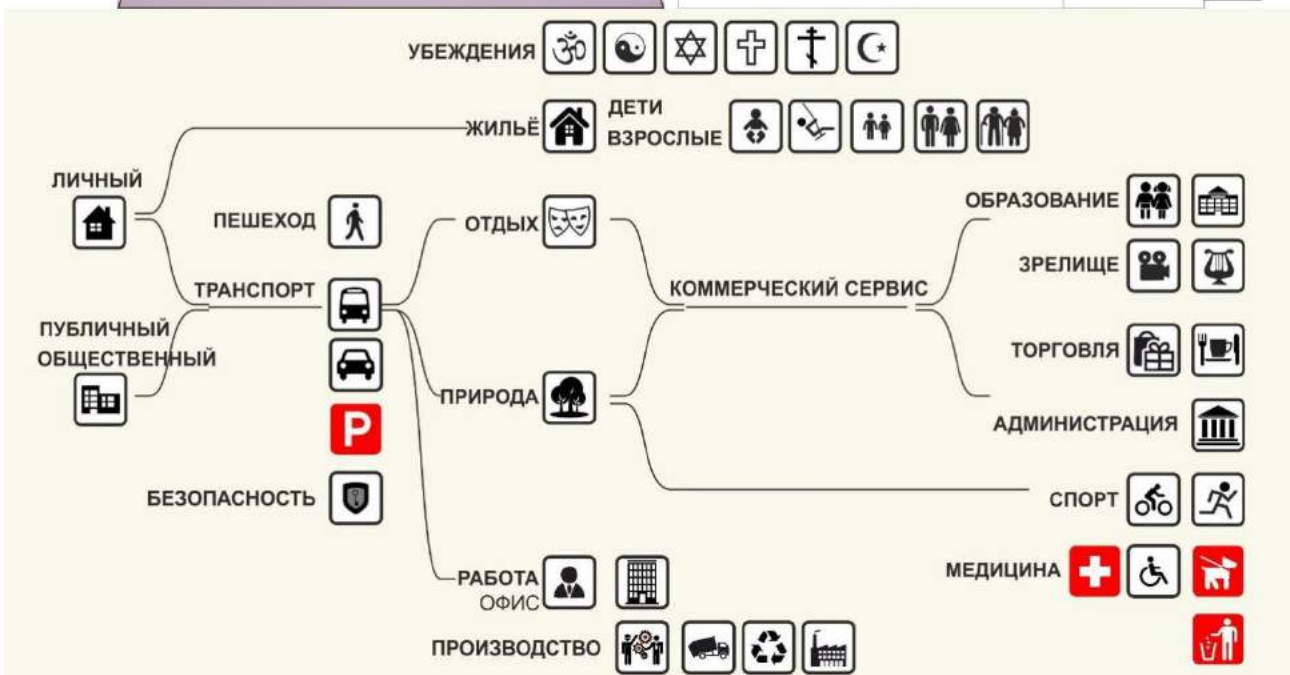 УБЕЖДЕНИЯ
ЖИЛЬЁ
ДЕТИ
ВЗРОСЛЫЕ
ЛИЧНЫЙ
ПЕШЕХОД
ОТДЫХ
ОБРАЗОВАНИЕ
ЗРЕЛИЩЕ
ТРАНСПОРТ
КОММЕРЧЕСКИЙ СЕРВИС
ПУБЛИЧНЫЙ
ОБЩЕСТВЕННЫЙ
ТОРГОВЛЯ
ПРИРОДА
P
АДМИНИСТРАЦИЯ
БЕЗОПАСНОСТЬ
СПОРТ
МЕДИЦИНА
РАБОТА
ОФИС
ПРОИЗВОДСТВО